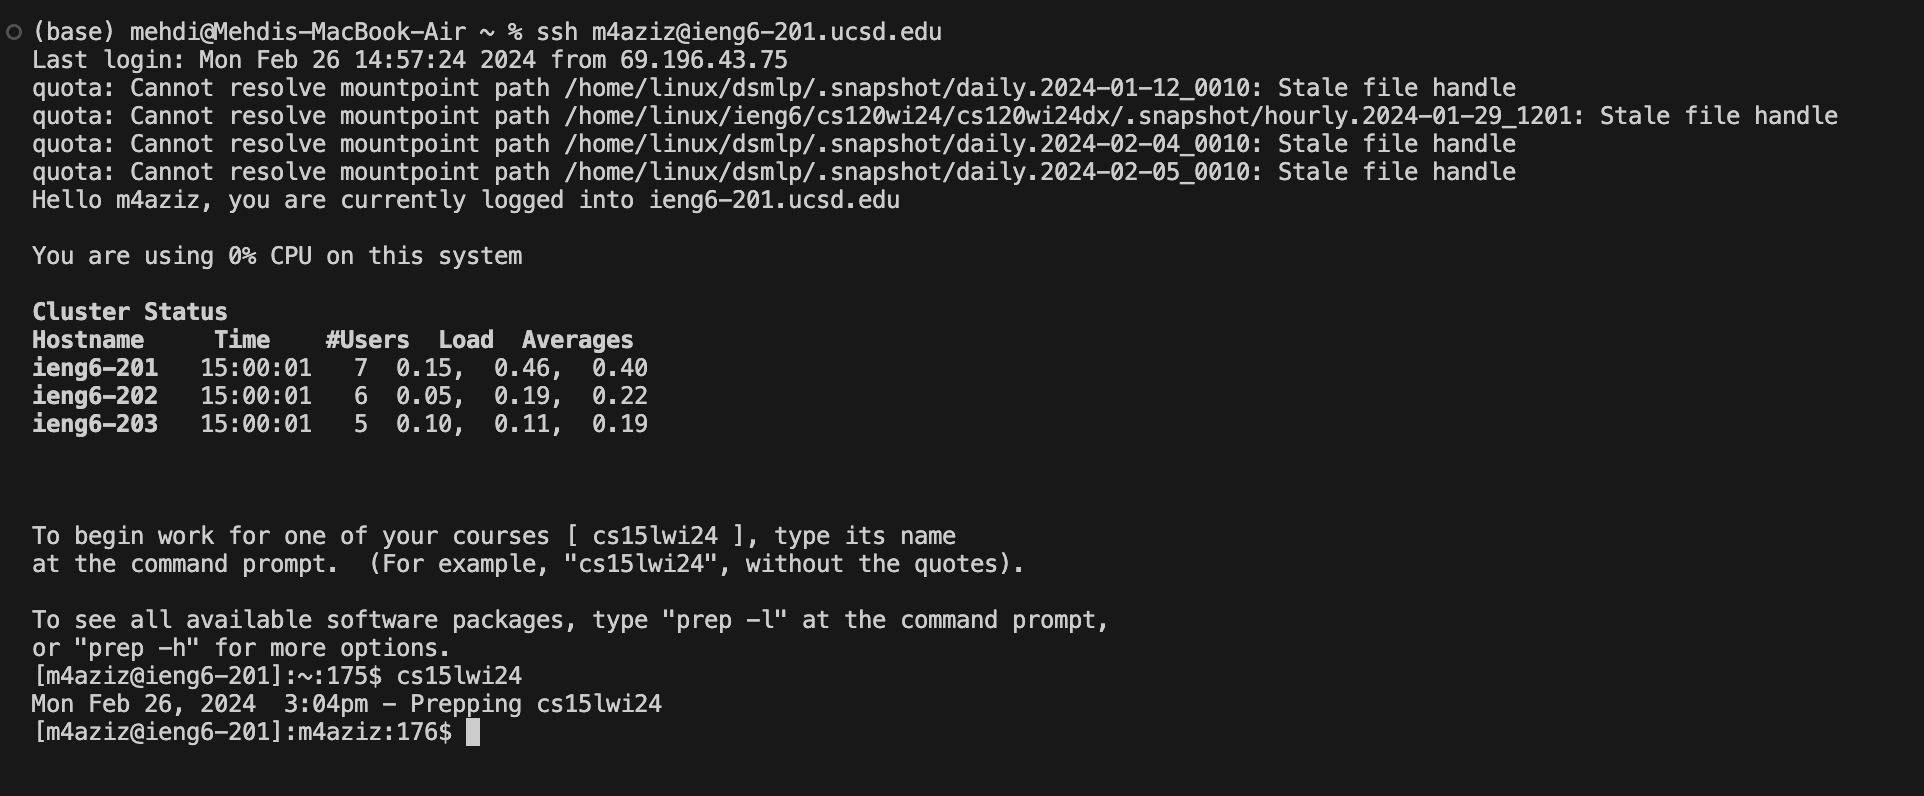 (base) mehdi@Mehdis-MacBook-Air ~ % ssh m4aziz@ieng6-201.ucsd.edu
Last login: Mon Feb 26 14:57:24 2024 from 69.196.43.75
quota: Cannot resolve mountpoint path /home/linux/dsmlp/.snapshot/daily.2024-01-12_0010: Stale file handle
quota: Cannot resolve mountpoint path /home/linux/ieng6/cs120wi24/cs120wi24dx/.snapshot/hourly.2024-01-29_1201: Stale file handle
quota: Cannot resolve mountpoint path /home/linux/dsmlp/.snapshot/daily.2024-02-04_0010: Stale file handle
quota: Cannot resolve mountpoint path /home/linux/dsmlp/.snapshot/daily.2024-02-05_0010: Stale file handle
Hello m4aziz, you are currently logged into ieng6-201.ucsd.edu
You are using 0% CPU on this system
Cluster Status
Hostname     Time    #Users  Load  Averages
ieng6-201   15:00:01   7  0.15,  0.46,  0.40
ieng6-202   15:00:01   6  0.05,  0.19,  0.22
ieng6-203   15:00:01   5  0.10,  0.11,  0.19
To begin work for one of your courses [ cs15lwi24 ], type its name
at the command prompt.  (For example, "cs15lwi24", without the quotes).
To see all available software packages, type "prep -l" at the command prompt,
or "prep -h" for more options.
[m4aziz@ieng6-201]:~:175$ cs15lwi24
Mon Feb 26, 2024  3:04pm - Prepping cs15lwi24
[m4aziz@ieng6-201]:m4aziz:176$